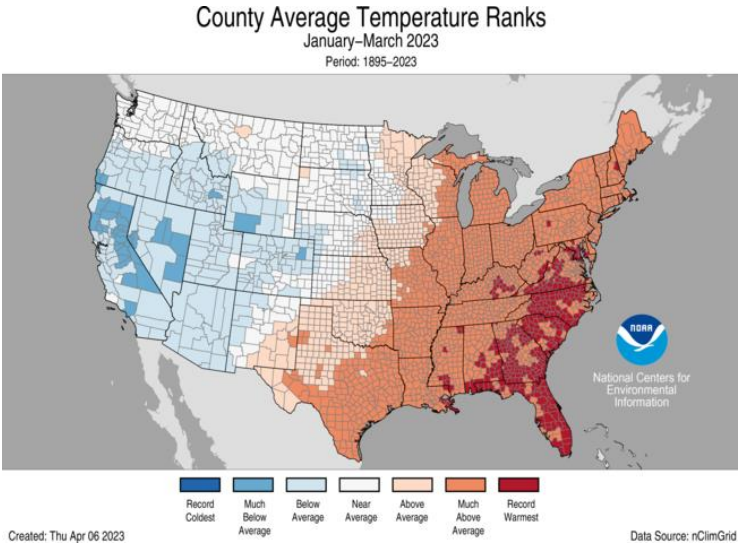 County Average Temperature Ranks
January–March 2023
Period: 1895–2023
NOAA
National Centers for
Environmental
Information
Record
Coldest
Much
Below
Average
Below
Average
Near
Average
Above
Average
Much
Above
Average
Record
Warmest
Created: Thu Apr 06 2023
Data Source: nClimGrid